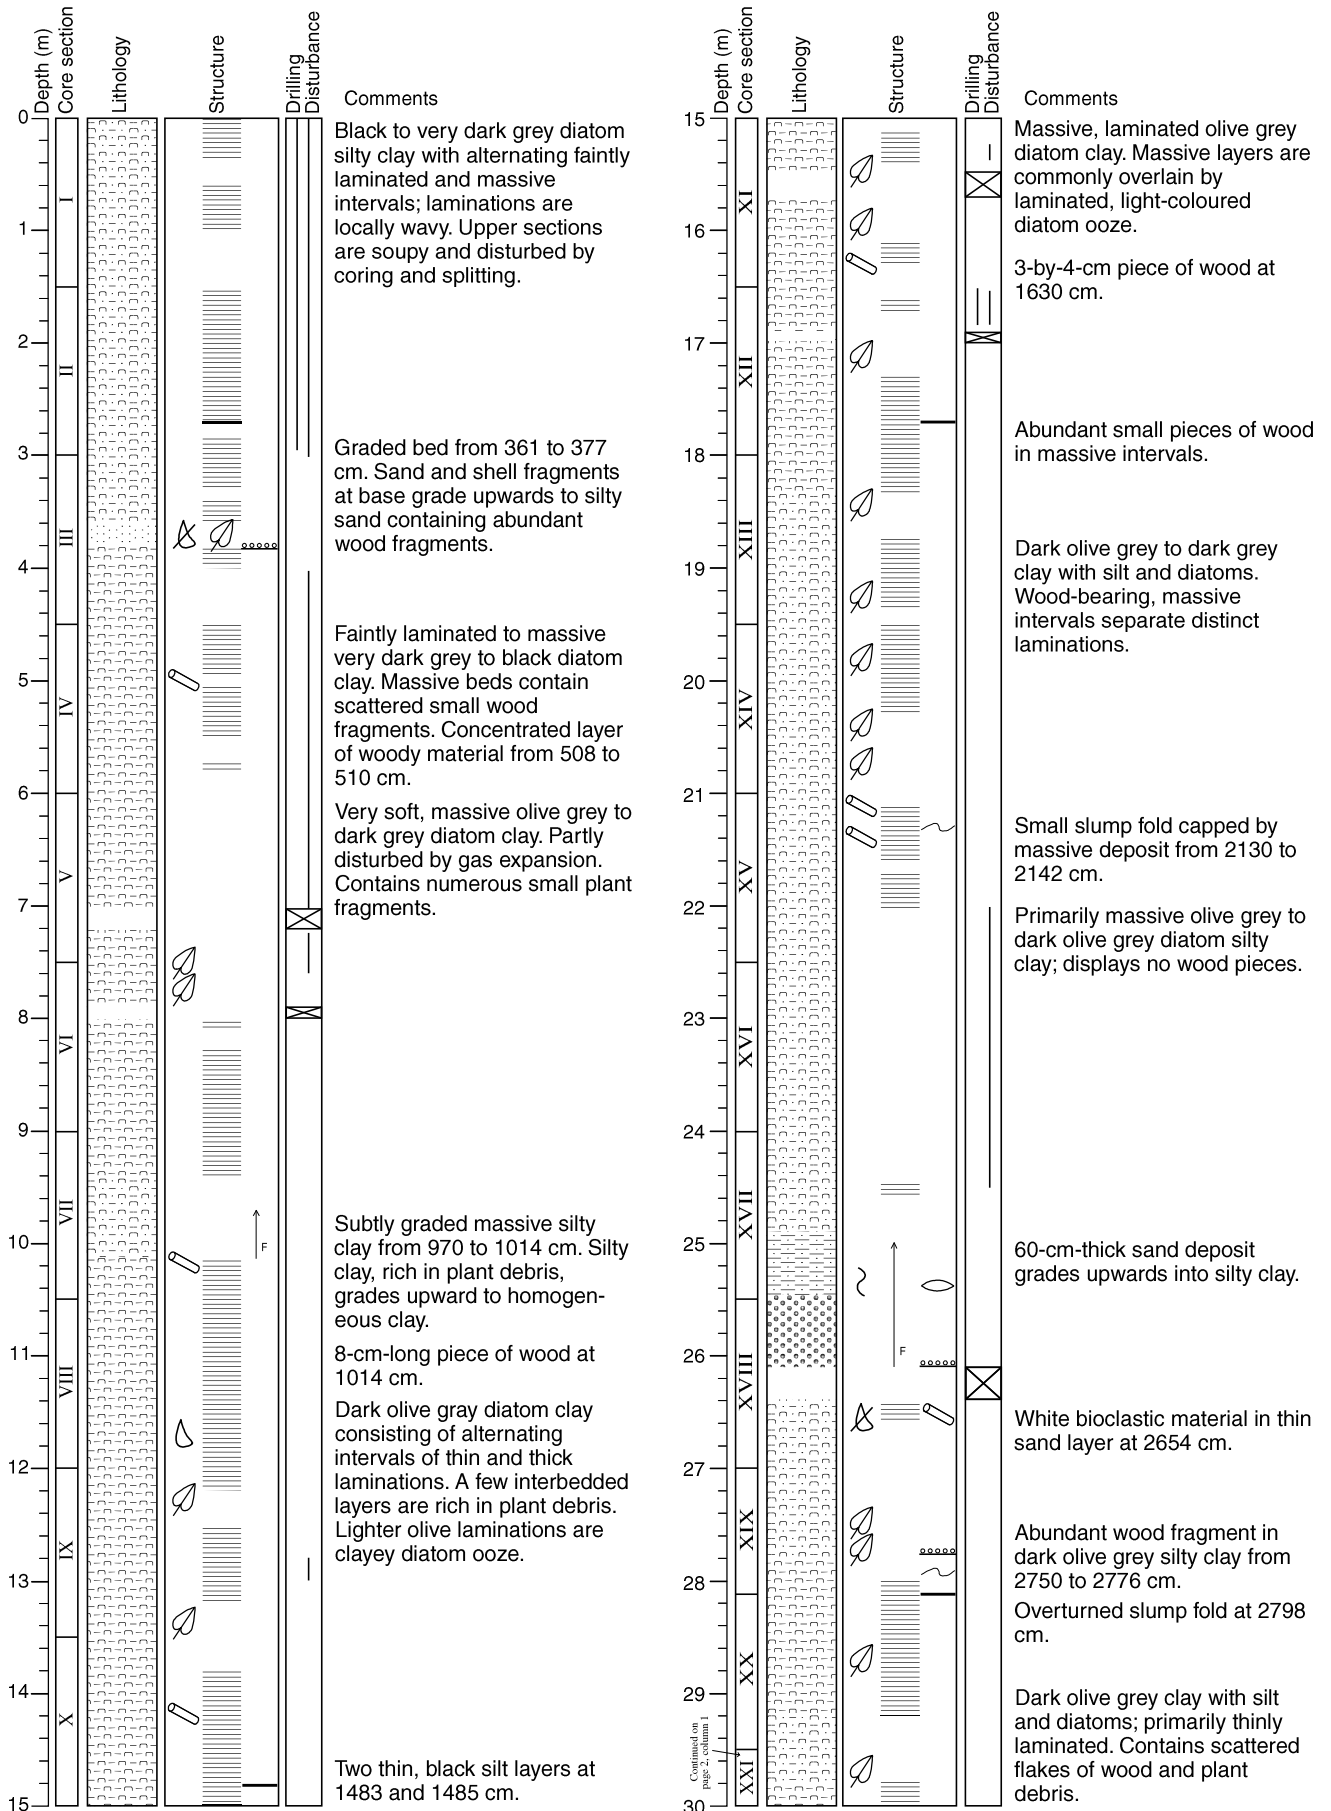 Depth (m)
Core section
Lithology
Structure
Drilling
Disturbance
Comments
0
1
2
3
4
5
6
7
8
9
10
11
12
13
14
15
I
II
III
IV
V
VI
VII
VIII
IX
X
F
Black to very dark grey diatom
silty clay with alternating faintly
laminated and massive
intervals; laminations are
locally wavy. Upper sections
are soupy and disturbed by
coring and splitting.
Graded bed from 361 to 377
cm. Sand and shell fragments
at base grade upwards to silty
sand containing abundant
wood fragments.
Faintly laminated to massive
very dark grey to black diatom
clay. Massive beds contain
scattered small wood
fragments. Concentrated layer
of woody material from 508 to
510 cm.
Very soft, massive olive grey to
dark grey diatom clay. Partly
disturbed by gas expansion.
Contains numerous small plant
fragments.
Subtly graded massive silty
clay from 970 to 1014 cm. Silty
clay, rich in plant debris,
grades upward to homogen-
eous clay.
8-cm-long piece of wood at
1014 cm.
Dark olive gray diatom clay
consisting of alternating
intervals of thin and thick
laminations. A few interbedded
layers are rich in plant debris.
Lighter olive laminations are
clayey diatom ooze.
Two thin, black silt layers at
1483 and 1485 cm.
Depth (m)
Core section
Lithology
Structure
Drilling
Disturbance
Comments
15
16
17
18
19
20
21
22
23
24
25
26
27
28
29
30
XI
XII
XIII
XIV
XV
XVI
XVII
XVIII
XIX
XX
XXI
Continued on
page 2, column 1
F
Massive, laminated olive grey
diatom clay. Massive layers are
commonly overlain by
laminated, light-coloured
diatom ooze.
3-by-4-cm piece of wood at
1630 cm.
Abundant small pieces of wood
in massive intervals.
Dark olive grey to dark grey
clay with silt and diatoms.
Wood-bearing, massive
intervals separate distinct
laminations.
Small slump fold capped by
massive deposit from 2130 to
2142 cm.
Primarily massive olive grey to
dark olive grey diatom silty
clay; displays no wood pieces.
60-cm-thick sand deposit
grades upwards into silty clay.
White bioclastic material in thin
sand layer at 2654 cm.
Abundant wood fragment in
dark olive grey silty clay from
2750 to 2776 cm.
Overturned slump fold at 2798
cm.
Dark olive grey clay with silt
and diatoms; primarily thinly
laminated. Contains scattered
flakes of wood and plant
debris.